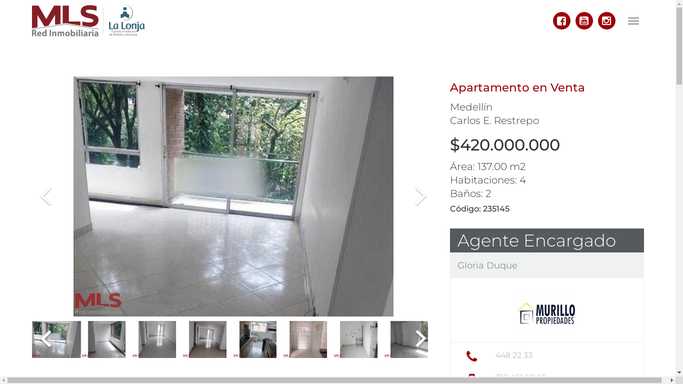 MLS
Red Inmobiliaria
La Lonja
Apartamento en Venta
Medellín
Carlos E. Restrepo
$420.000.000
Área: 137.00 m2
Habitaciones: 4
Baños: 2
Código: 235145
Agente Encargado
Gloria Duque
MLS
MURILLO
PROPIEDADES
448 22 33